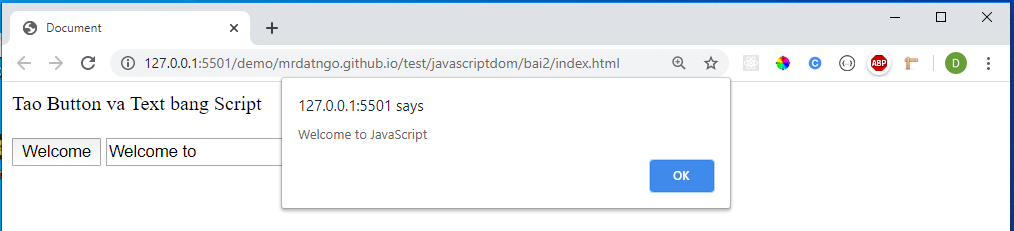 Document
127.0.0.1:5501/demo/mrdatngo.github.io/test/javascriptdom/bai2/index.html
ABP
D
127.0.0.1:5501 says
Tao Button va Text bang Script
Welcome to JavaScript
Welcome
Welcome to
OK